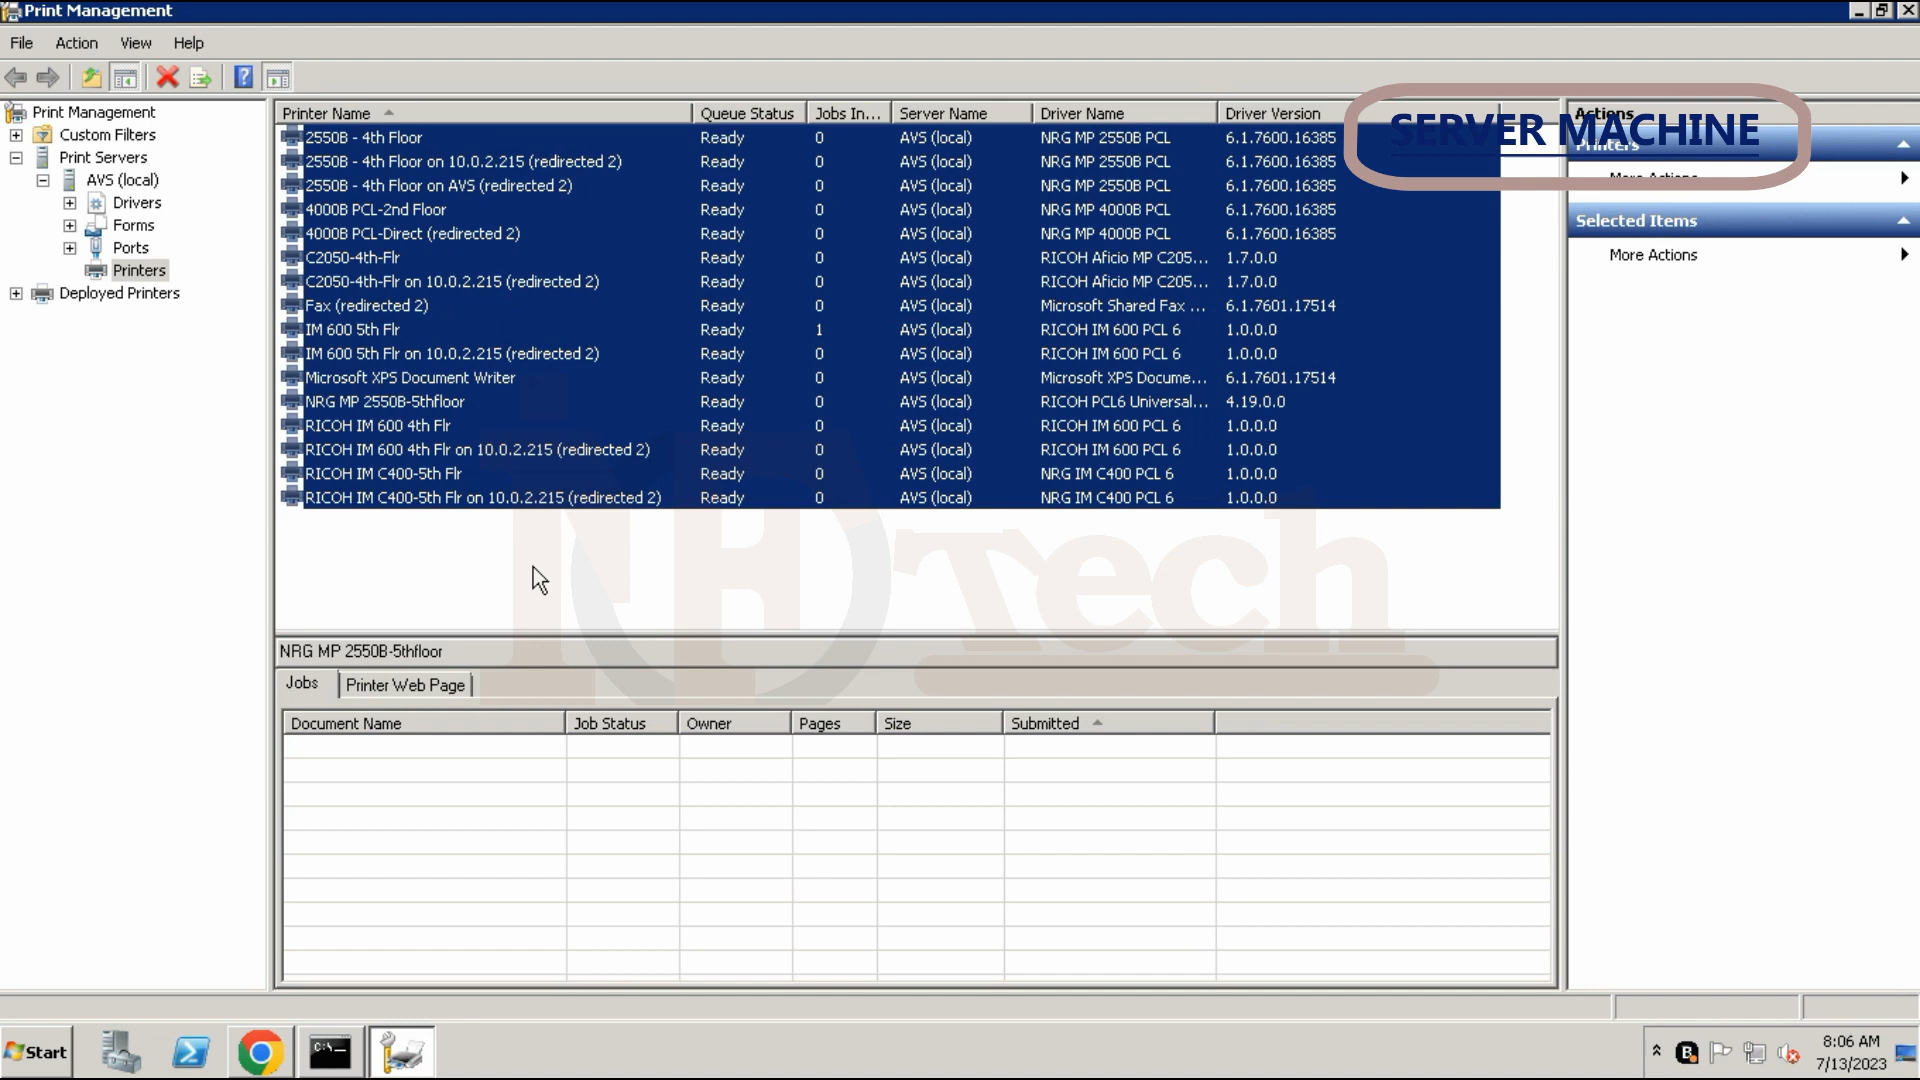 Print Management
File Action View Help
Print Management
Custom Filters
Print Servers
AVS (local)
Drivers
Forms
Ports
Printers
Deployed Printers
Printer Name Queue Status Jobs In... Server Name Driver Name Driver Version
2550B - 4th Floor Ready 0 AVS (local) NRG MP 2550B PCL 6.1.7600.16385
2550B - 4th Floor on 10.0.2.215 (redirected 2) Ready 0 AVS (local) NRG MP 2550B PCL 6.1.7600.16385
2550B - 4th Floor on AVS (redirected 2) Ready 0 AVS (local) NRG MP 2550B PCL 6.1.7600.16385
4000B PCL-2nd Floor Ready 0 AVS (local) NRG MP 4000B PCL 6.1.7600.16385
4000B PCL-Direct (redirected 2) Ready 0 AVS (local) NRG MP 4000B PCL 6.1.7600.16385
C2050-4th-Flr Ready 0 AVS (local) RICOH Aficio MP C205... 1.7.0.0
C2050-4th-Flr on 10.0.2.215 (redirected 2) Ready 0 AVS (local) RICOH Aficio MP C205... 1.7.0.0
Fax (redirected 2) Ready 0 AVS (local) Microsoft Shared Fax ... 6.1.7601.17514
IM 600 5th Flr Ready 1 AVS (local) RICOH IM 600 PCL 6 1.0.0.0
IM 600 5th Flr on 10.0.2.215 (redirected 2) Ready 0 AVS (local) RICOH IM 600 PCL 6 1.0.0.0
Microsoft XPS Document Writer Ready 0 AVS (local) Microsoft XPS Docume... 6.1.7601.17514
NRG MP 2550B-5thfloor Ready 0 AVS (local) RICOH PCL6 Universal... 4.19.0.0
RICOH IM 600 4th Flr Ready 0 AVS (local) RICOH IM 600 PCL 6 1.0.0.0
RICOH IM 600 4th Flr on 10.0.2.215 (redirected 2) Ready 0 AVS (local) RICOH IM 600 PCL 6 1.0.0.0
RICOH IM C400-5th Flr Ready 0 AVS (local) NRG IM C400 PCL 6 1.0.0.0
RICOH IM C400-5th Flr on 10.0.2.215 (redirected 2) Ready 0 AVS (local) NRG IM C400 PCL 6 1.0.0.0
Actions
SERVER MACHINE
Printers
More Actions
Selected Items
More Actions
Tech
NRG MP 2550B-5thfloor
Jobs Printer Web Page
Document Name Job Status Owner Pages Size Submitted
Start
8:06 AM
7/13/2023